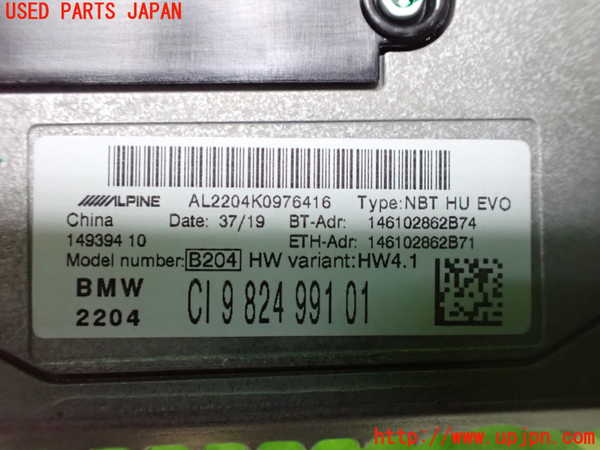 USED PARTS JAPAN
ALPINE AL2204K0976416 Type:NBT HU EVO
China Date: 37/19 BT-Adr: 146102862B74
149394 10 ETH-Adr: 146102862B71
Model number: B204 HW variant:HW4.1
BMW
2204
CI 9 824 991 01
http://www.upjpn.com/